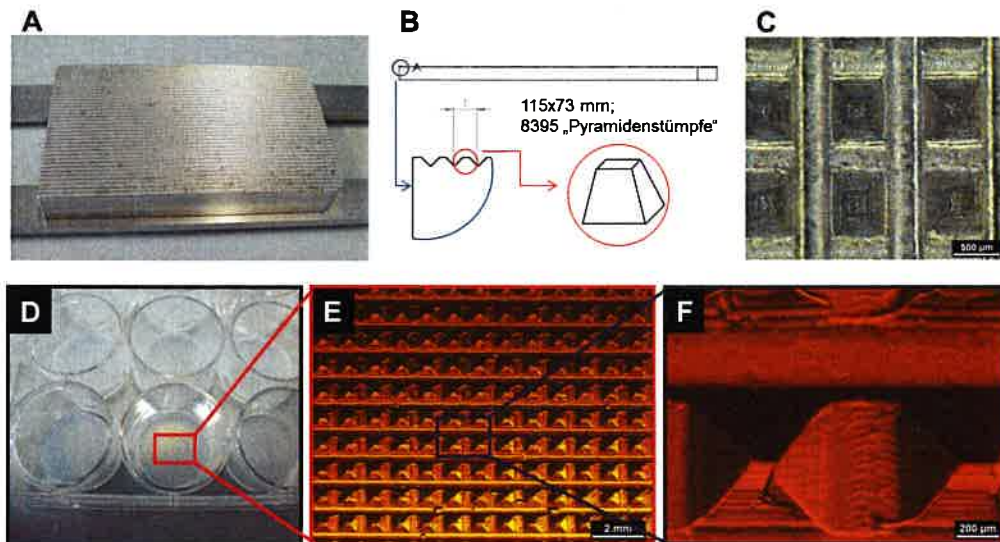 A
B
C
A
115x73 mm;
8395 „Pyramidenstümpfe“
500 µm
D
E
F
2 mm
200 µm